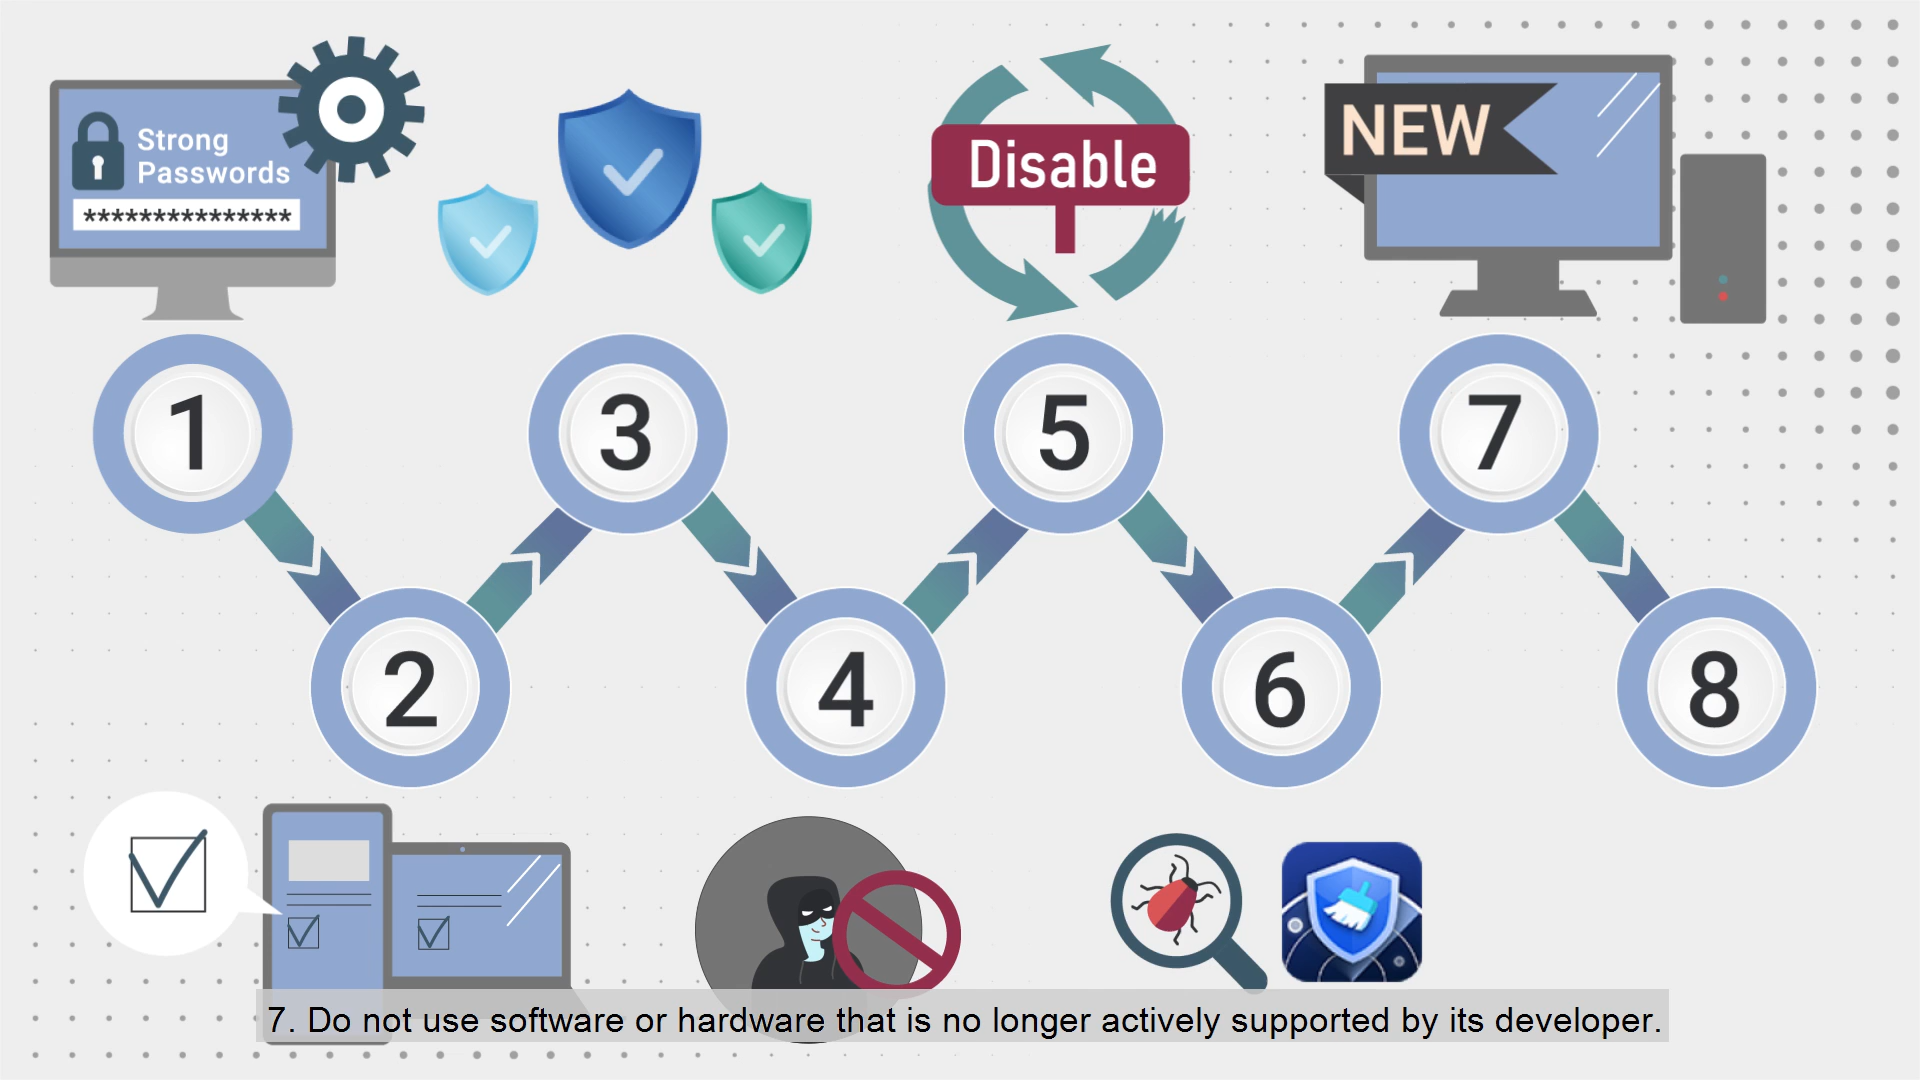 Strong
Passwords
***************
Disable
NEW
1
3
5
7
2
4
6
8
7. Do not use software or hardware that is no longer actively supported by its developer.